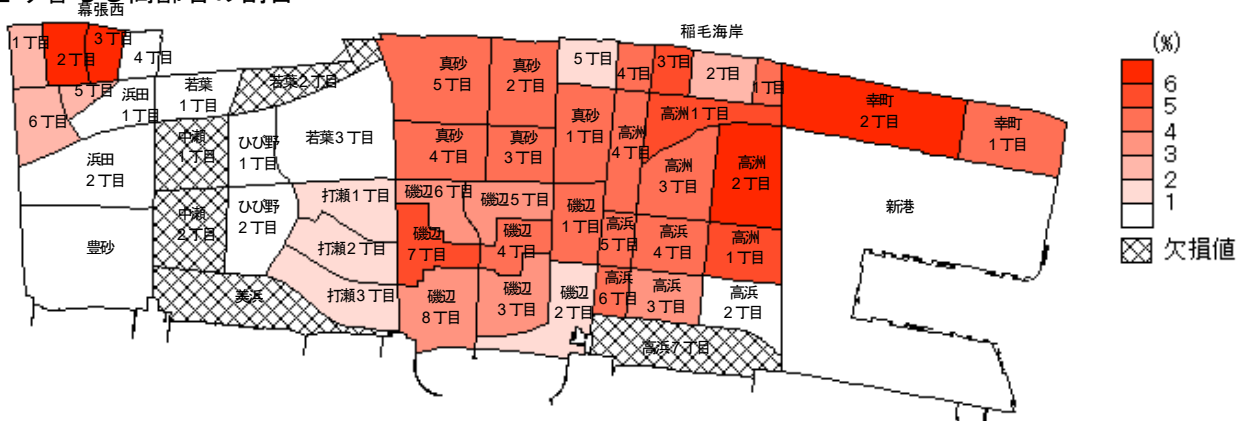 幕張西
1丁目
2丁目
3丁目
4丁目
5丁目
6丁目
浜田
1丁目
浜田
2丁目
豊砂
若葉
1丁目
若葉2丁目
若葉3丁目
中瀬
1丁目
中瀬
2丁目
ひび野
1丁目
ひび野
2丁目
美浜
打瀬1丁目
打瀬2丁目
打瀬3丁目
真砂
5丁目
真砂
2丁目
真砂
4丁目
真砂
3丁目
真砂
1丁目
磯辺6丁目
磯辺5丁目
磯辺
7丁目
磯辺
4丁目
磯辺
1丁目
磯辺
8丁目
磯辺
3丁目
磯辺
2丁目
稲毛海岸
5丁目
4丁目
3丁目
2丁目
1丁目
高洲1丁目
高洲
4丁目
高洲
3丁目
高洲
2丁目
高洲
1丁目
高浜
5丁目
高浜
4丁目
高浜
6丁目
高浜
3丁目
高浜
2丁目
高浜7丁目
幸町
2丁目
幸町
1丁目
新港
(%)
6
5
4
3
2
1
欠損値